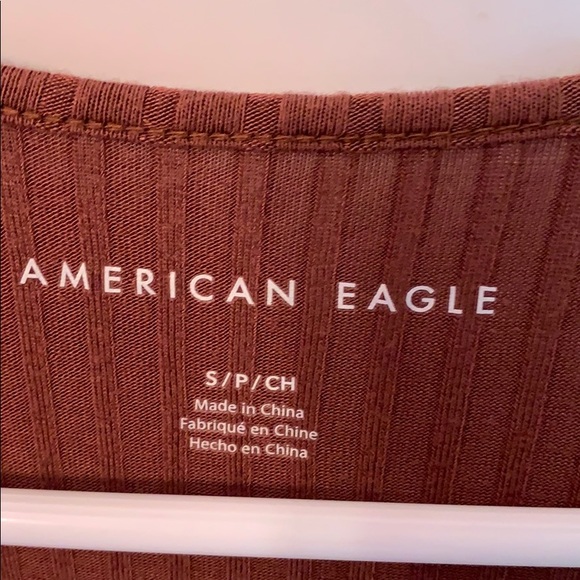 AMERICAN EAGLE
S/P/CH
Made in China
Fabriqué en Chine
Hecho en China